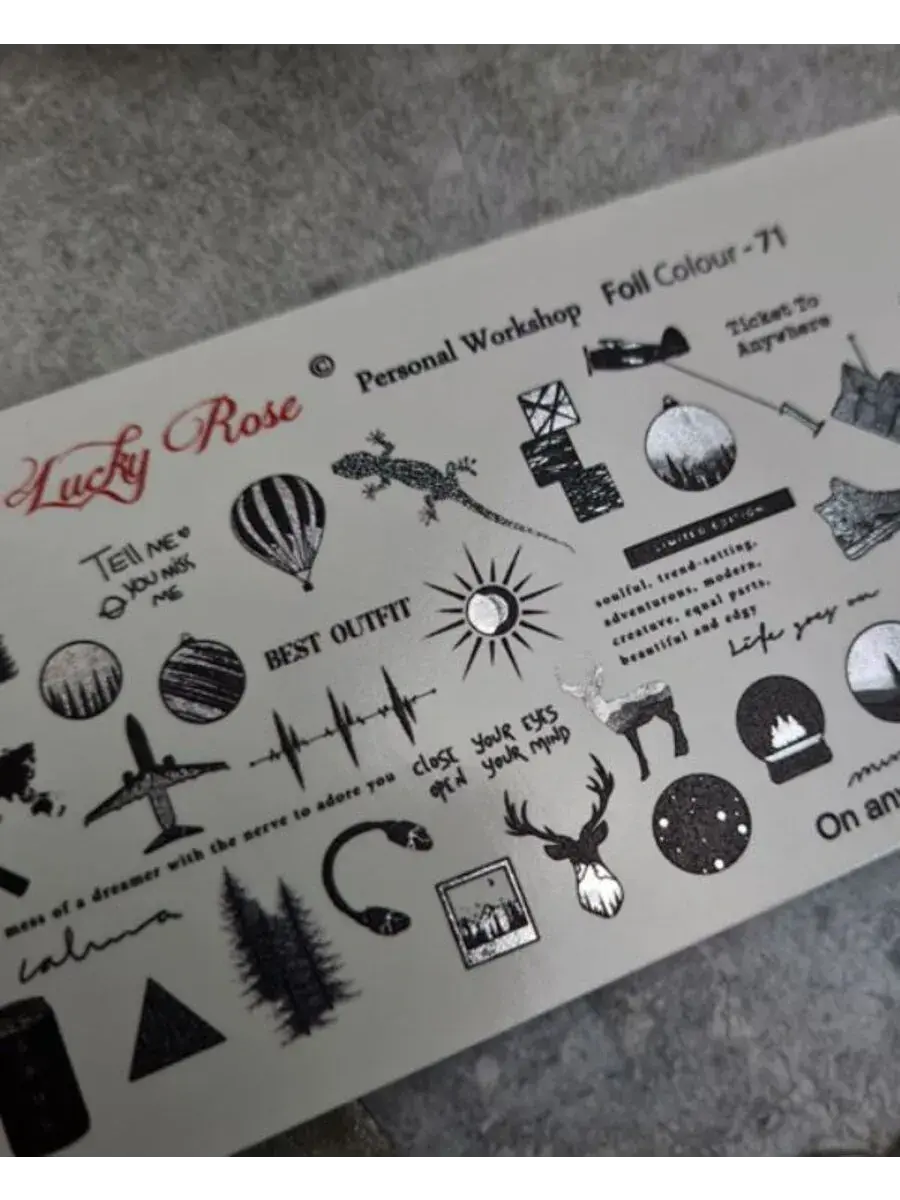 Lucky Rose
©
Personal Workshop
Foil Colour - 71
Ticket To
Anywhere
TEll ME
YOU MISS
ME
LIMITED EDITION
soulful, trend-setting,
adventurous, modern,
creative, equal parts,
beautiful and edgy
BEST OUTFIT
Life goes on
CLOSE YOUR EYES
OPEN YOUR MIND
mess of a dreamer with the nerve to adore you
On any